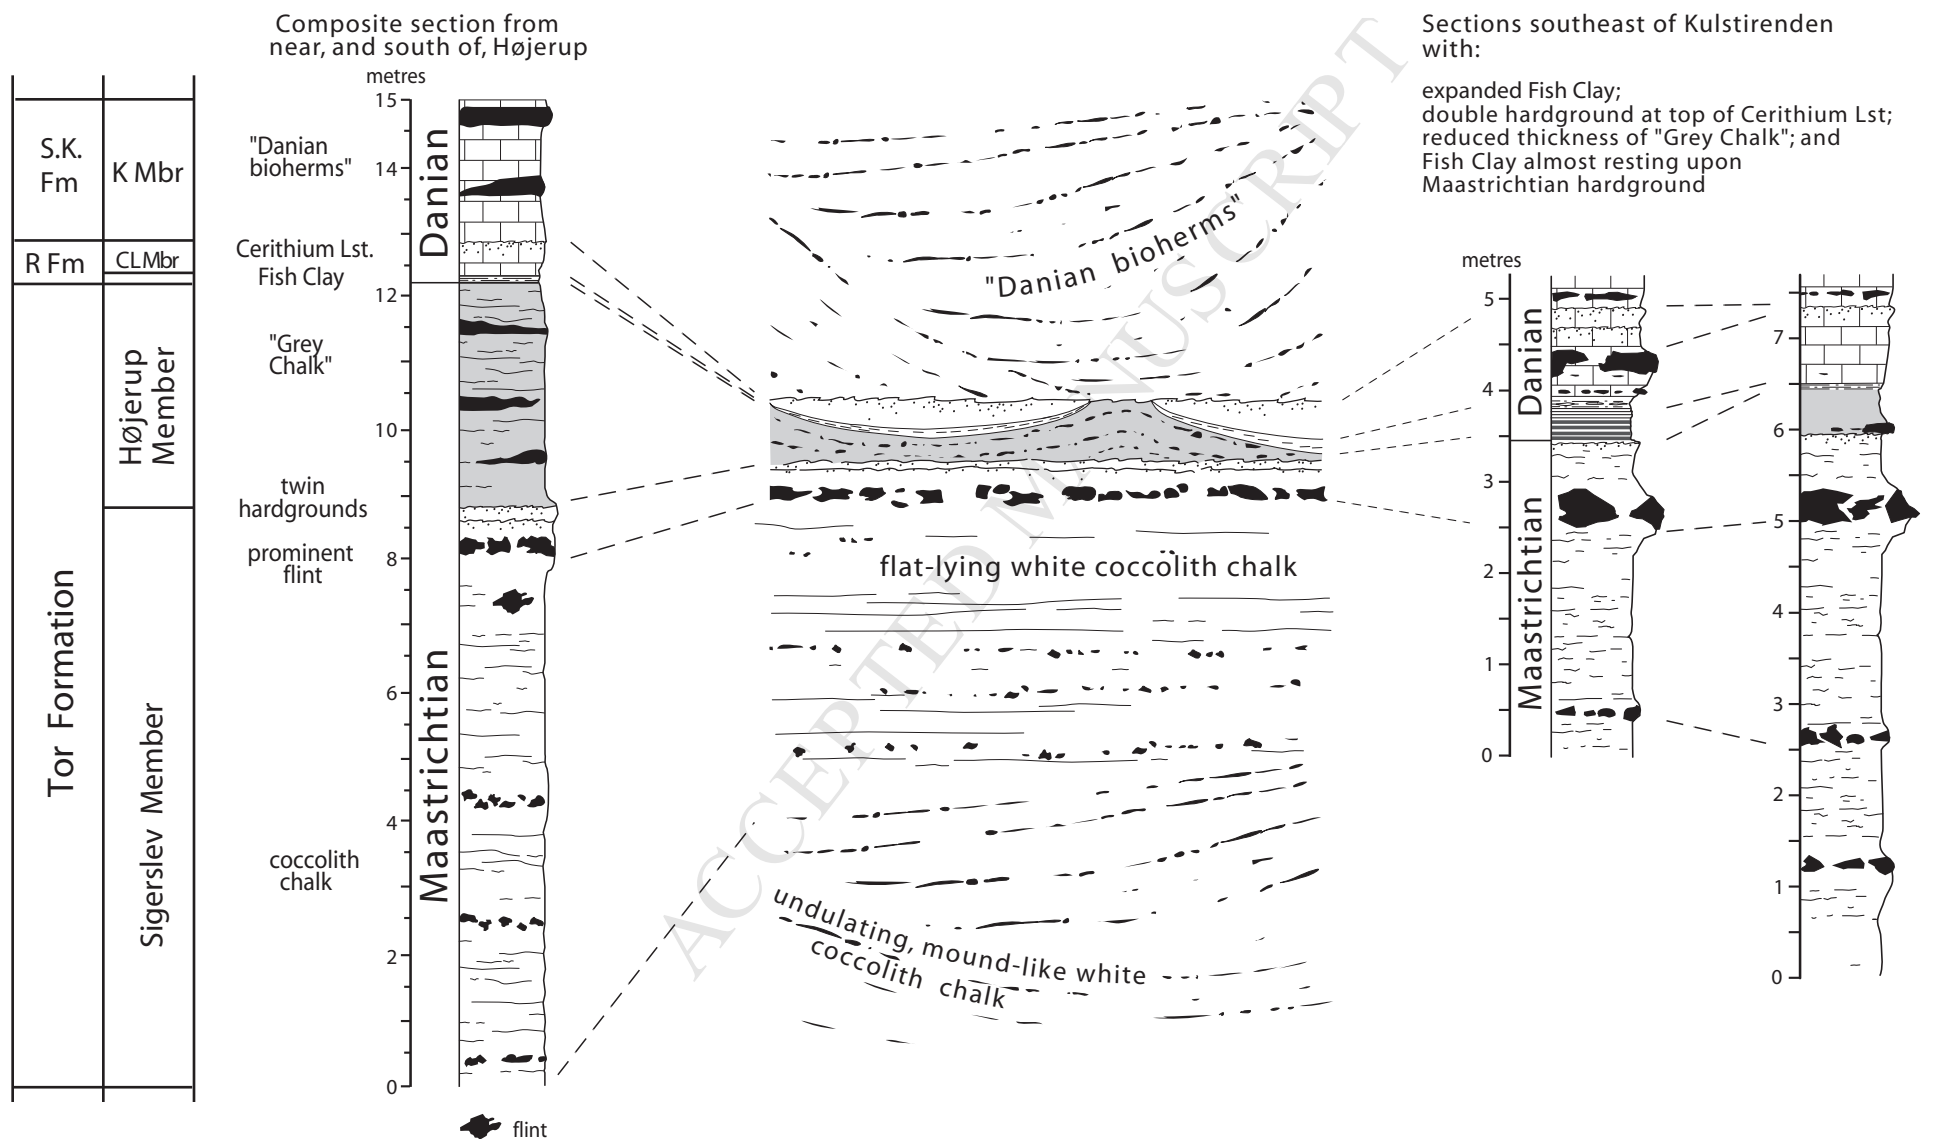 Composite section from
near, and south of, Højerup
metres
15
14
12
10
8
6
4
2
0
S.K.
Fm
K Mbr
R Fm
CLMbr
Højerup
Member
Tor Formation
Sigerslev Member
"Danian
bioherms"
Cerithium Lst.
Fish Clay
"Grey
Chalk"
twin
hardgrounds
prominent
flint
coccolith
chalk
Danian
Maastrichtian
flint
"Danian bioherms"
flat-lying white coccolith chalk
undulating, mound-like white
coccolith chalk
ACCEPTED MANUSCRIPT
Sections southeast of Kulstirenden
with:
expanded Fish Clay;
double hardground at top of Cerithium Lst;
reduced thickness of "Grey Chalk"; and
Fish Clay almost resting upon
Maastrichtian hardground
metres
5
4
3
2
1
0
Danian
Maastrichtian
7
6
5
4
3
2
1
0